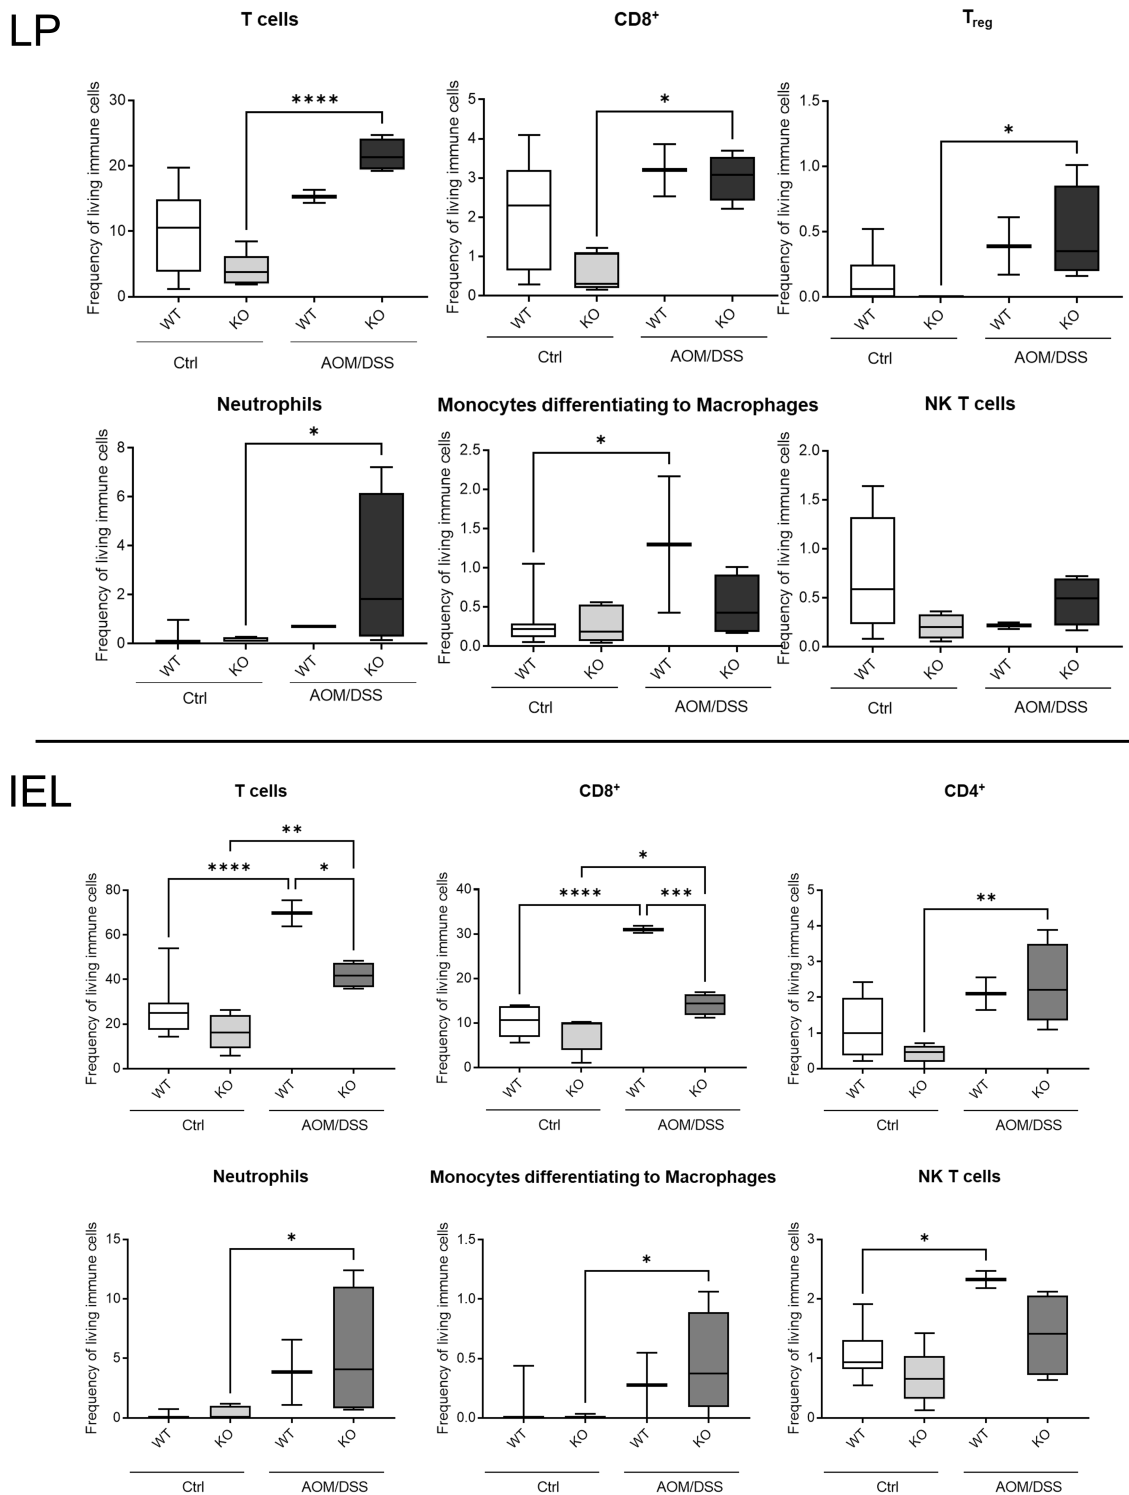 LP
T cells
CD8+
Treg
Frequency of living immune cells
30
20
10
0
****
WT
KO
WT
KO
Ctrl
AOM/DSS
Frequency of living immune cells
5
4
3
2
1
0
*
WT
KO
WT
KO
Ctrl
AOM/DSS
Frequency of living immune cells
1.5
1.0
0.5
0.0
*
WT
KO
WT
KO
Ctrl
AOM/DSS
Neutrophils
Monocytes differentiating to Macrophages
NK T cells
Frequency of living immune cells
8
6
4
2
0
*
WT
KO
WT
KO
Ctrl
AOM/DSS
Frequency of living immune cells
2.5
2.0
1.5
1.0
0.5
0.0
*
WT
KO
WT
KO
Ctrl
AOM/DSS
Frequency of living immune cells
2.0
1.5
1.0
0.5
0.0
WT
KO
WT
KO
Ctrl
AOM/DSS
IEL
T cells
CD8+
CD4+
Frequency of living immune cells
80
60
40
20
0
**
****
*
WT
KO
WT
KO
Ctrl
AOM/DSS
Frequency of living immune cells
40
30
20
10
0
*
****
***
WT
KO
WT
KO
Ctrl
AOM/DSS
Frequency of living immune cells
5
4
3
2
1
0
**
WT
KO
WT
KO
Ctrl
AOM/DSS
Neutrophils
Monocytes differentiating to Macrophages
NK T cells
Frequency of living immune cells
15
10
5
0
*
WT
KO
WT
KO
Ctrl
AOM/DSS
Frequency of living immune cells
1.5
1.0
0.5
0.0
*
WT
KO
WT
KO
Ctrl
AOM/DSS
Frequency of living immune cells
3
2
1
0
*
WT
KO
WT
KO
Ctrl
AOM/DSS